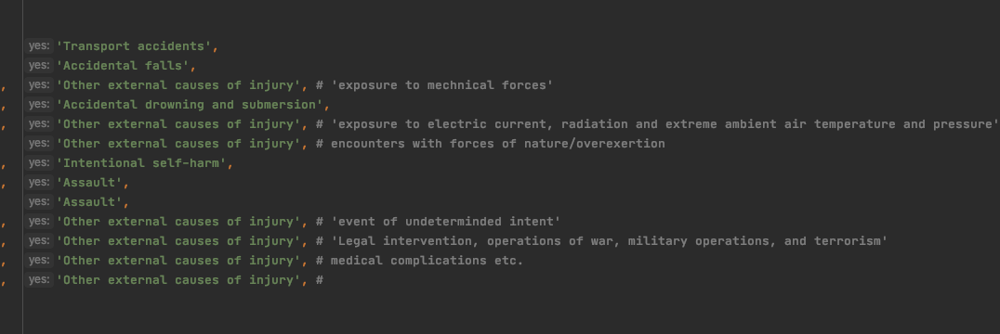 yes: 'Transport accidents',
yes: 'Accidental falls',
, yes: 'Other external causes of injury', # 'exposure to mechnical forces'
, yes: 'Accidental drowning and submersion',
, yes: 'Other external causes of injury', # 'exposure to electric current, radiation and extreme ambient air temperature and pressure'
yes: 'Other external causes of injury', # encounters with forces of nature/overexertion
, yes: 'Intentional self-harm',
, yes: 'Assault',
yes: 'Assault',
, yes: 'Other external causes of injury', # 'event of undeterminded intent'
, yes: 'Other external causes of injury', # 'Legal intervention, operations of war, military operations, and terrorism'
, yes: 'Other external causes of injury', # medical complications etc.
, yes: 'Other external causes of injury', #